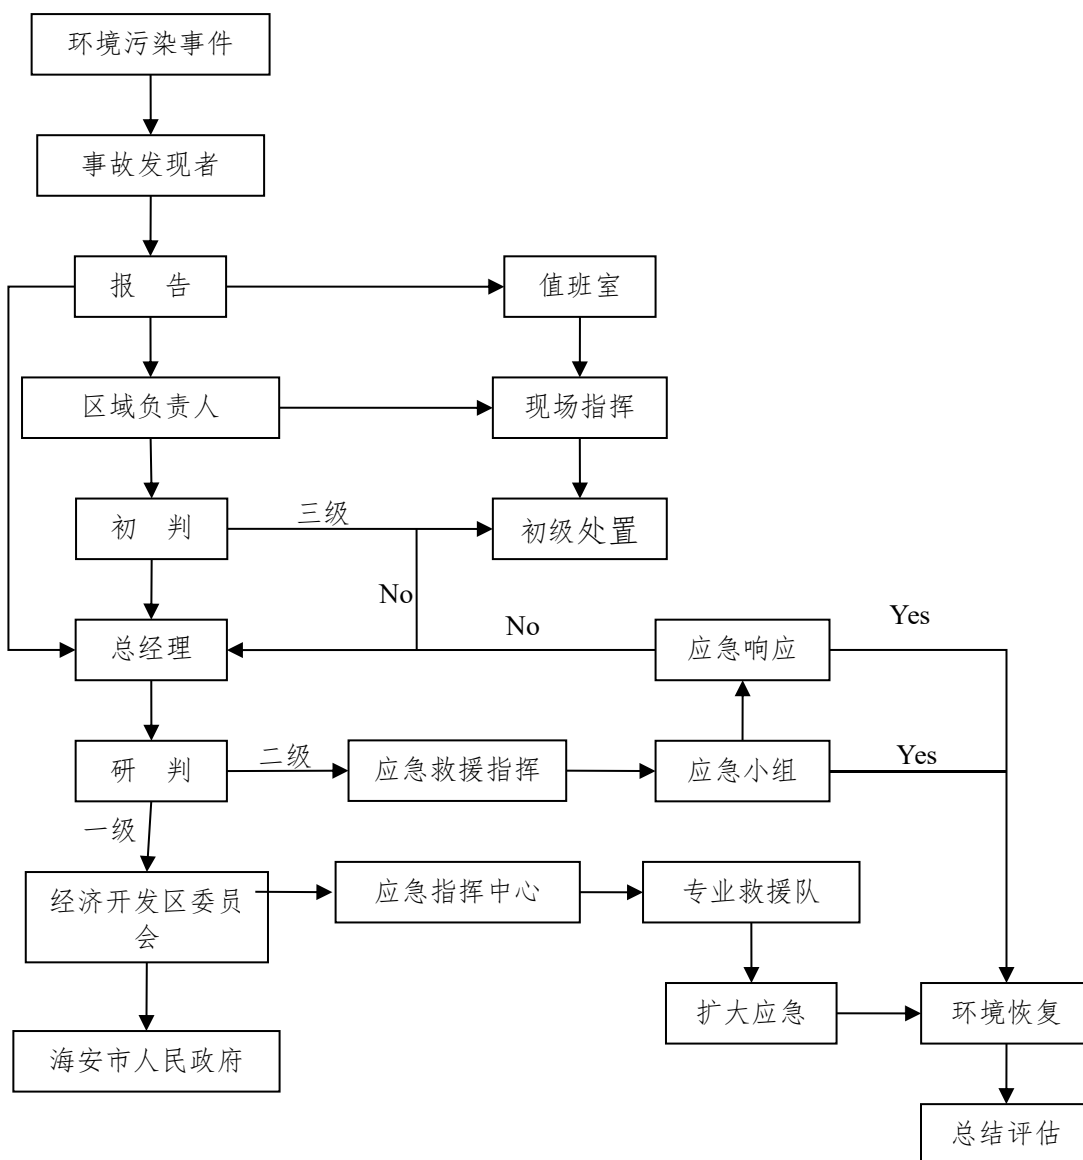 环境污染事件
事故发现者
报　告
值班室
区域负责人
现场指挥
初　判
三级
初级处置
No
总经理
No
应急响应
Yes
研　判
二级
应急救援指挥
应急小组
Yes
一级
经济开发区委员
会
应急指挥中心
专业救援队
扩大应急
环境恢复
海安市人民政府
总结评估